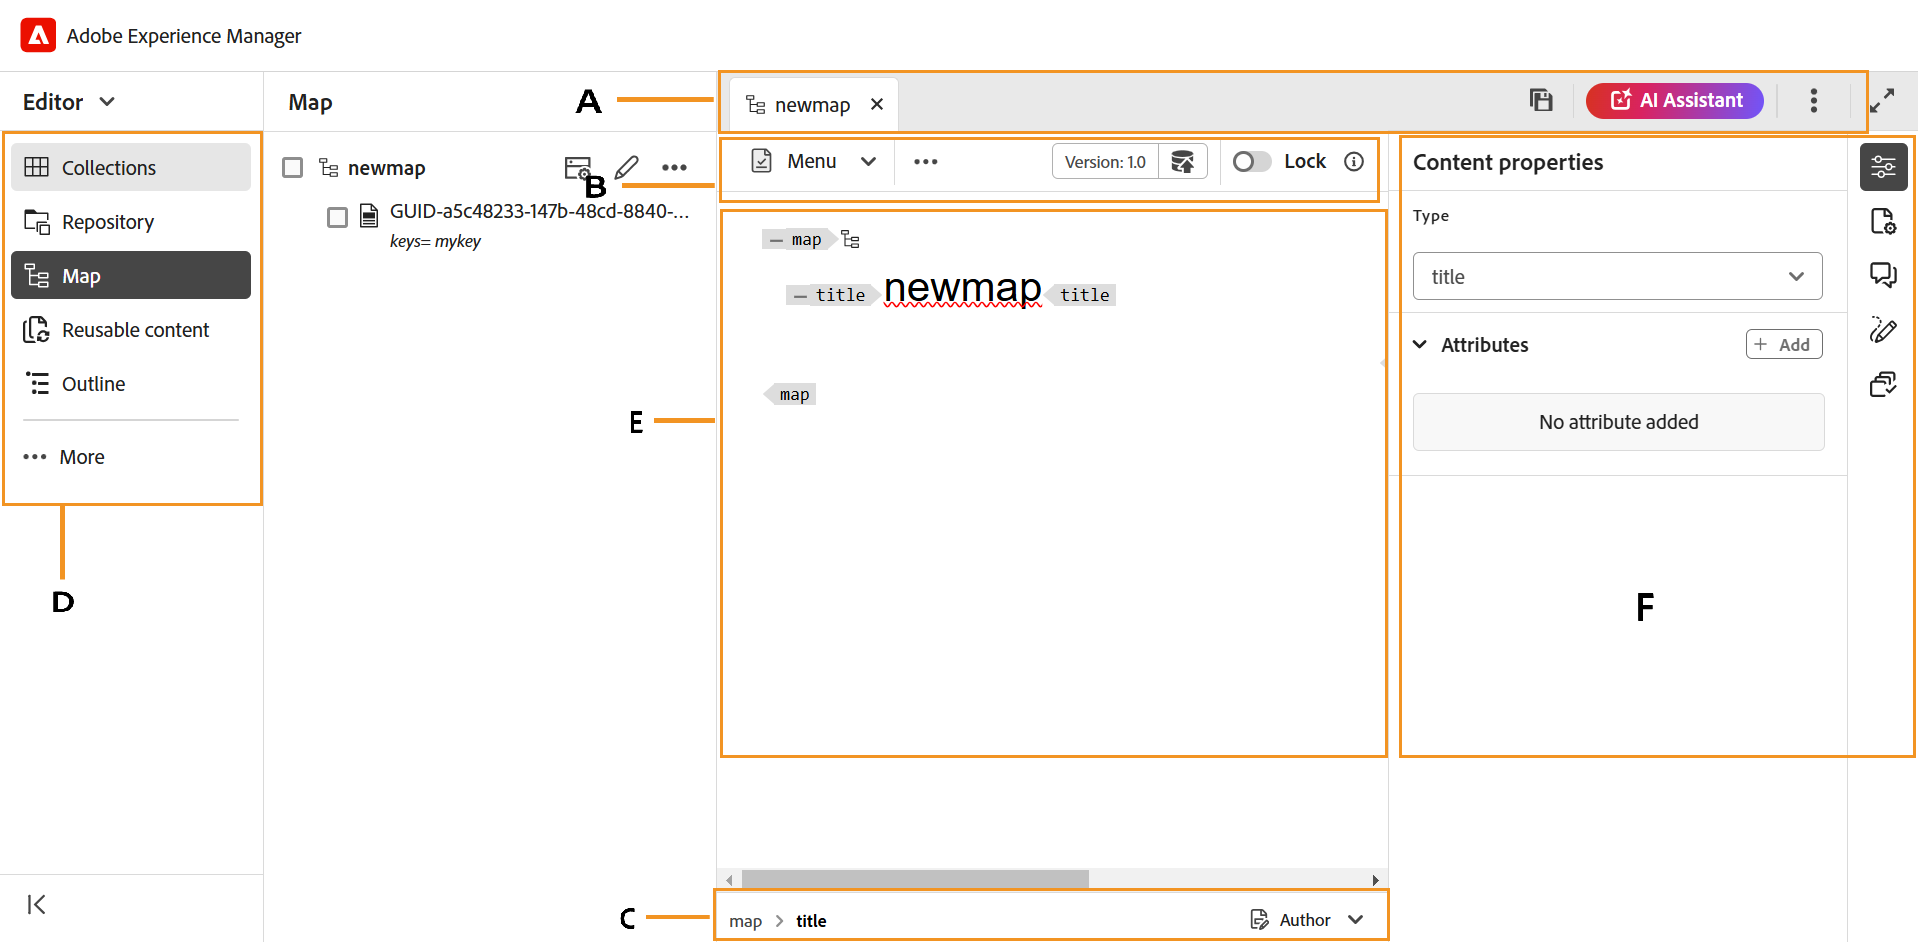 Adobe Experience Manager
Editor
Map
A
newmap
AI Assistant
Collections
Repository
Map
Reusable content
Outline
More
D
newmap
B
GUID-a5c48233-147b-48cd-8840-...
keys= mykey
Menu
Version: 1.0
Lock
map
title newmap title
map
E
Content properties
Type
title
Attributes
Add
No attribute added
F
C
map > title
Author